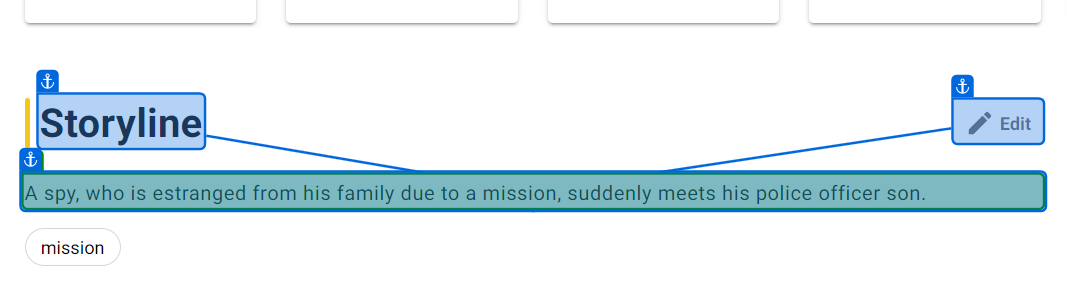 Storyline
Edit
A spy, who is estranged from his family due to a mission, suddenly meets his police officer son.
mission